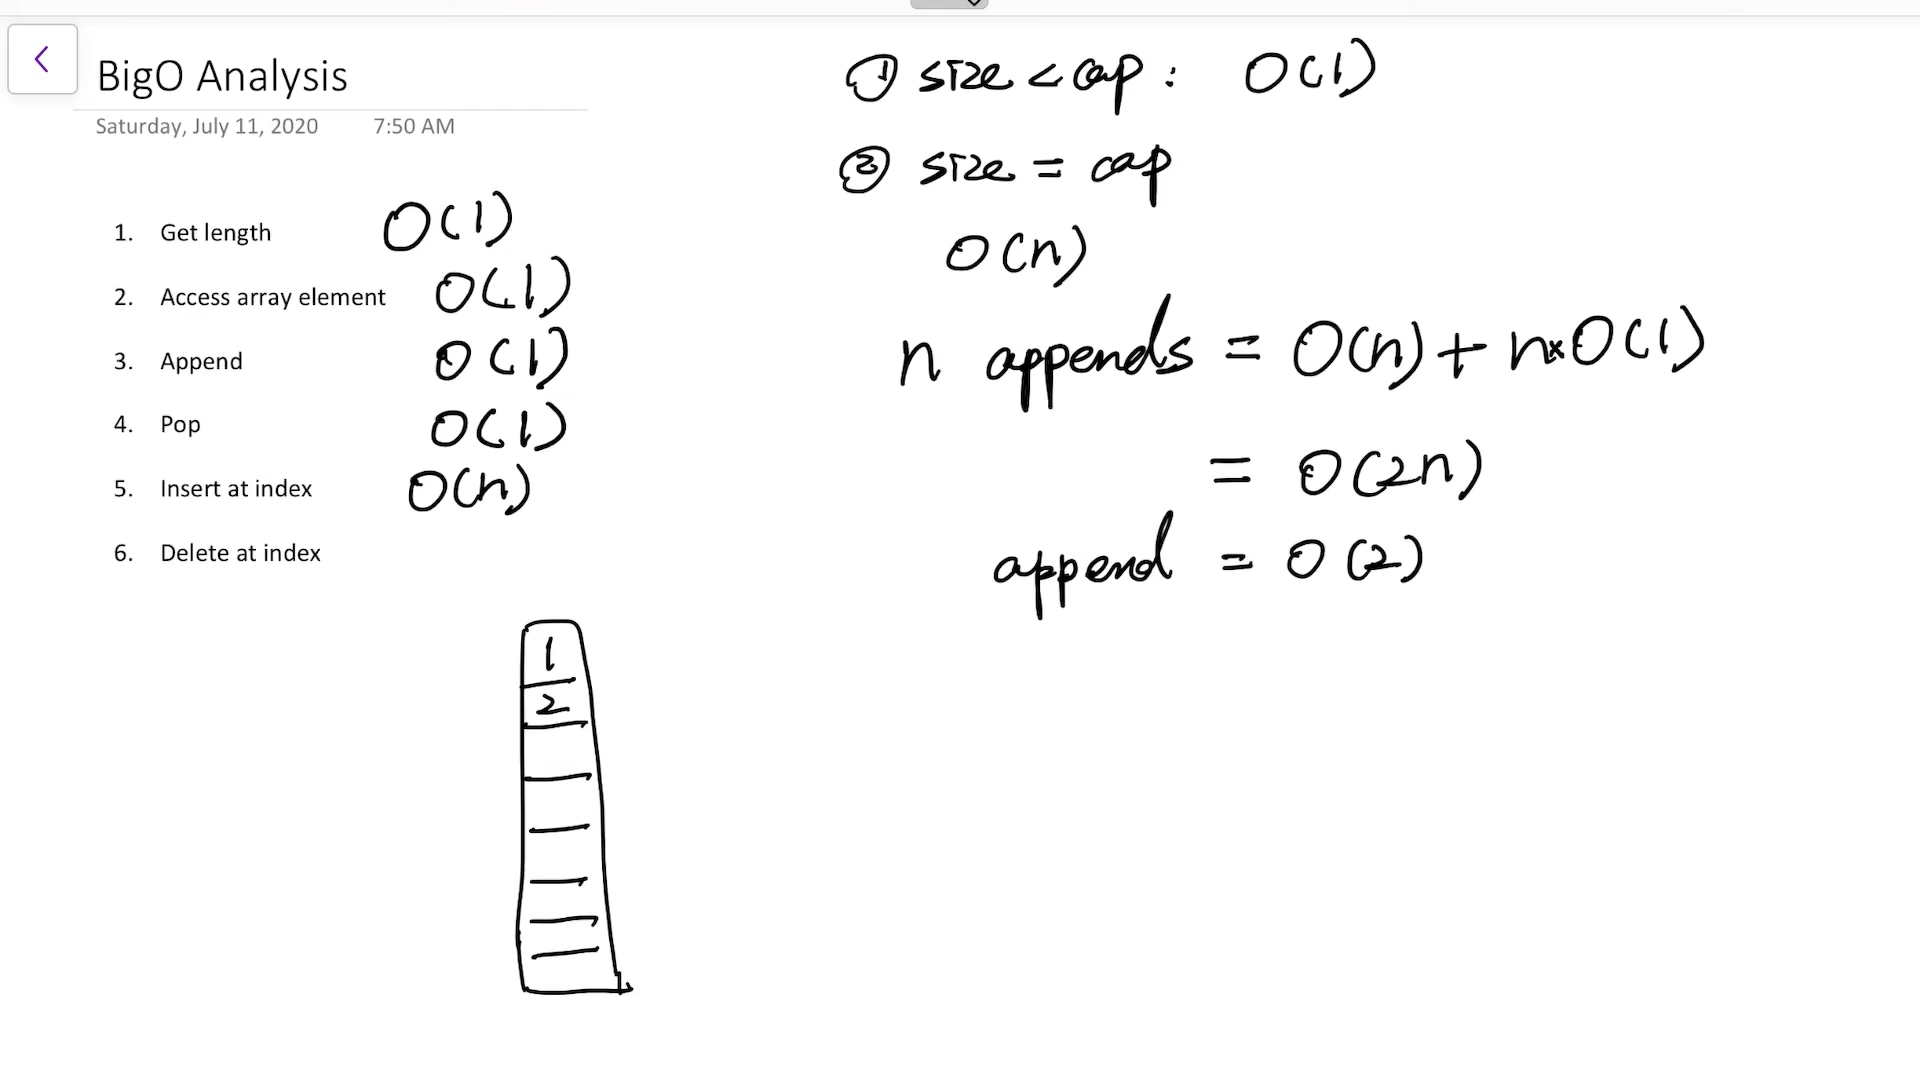 BigO Analysis
Saturday, July 11, 2020 7:50 AM
1. Get length O(1)
2. Access array element O(1)
3. Append O(1)
4. Pop O(1)
5. Insert at index O(n)
6. Delete at index
1
2
① size < cap : O(1)
② size = cap
O(n)
n appends = O(n) + n×O(1)
= O(2n)
append = O(2)